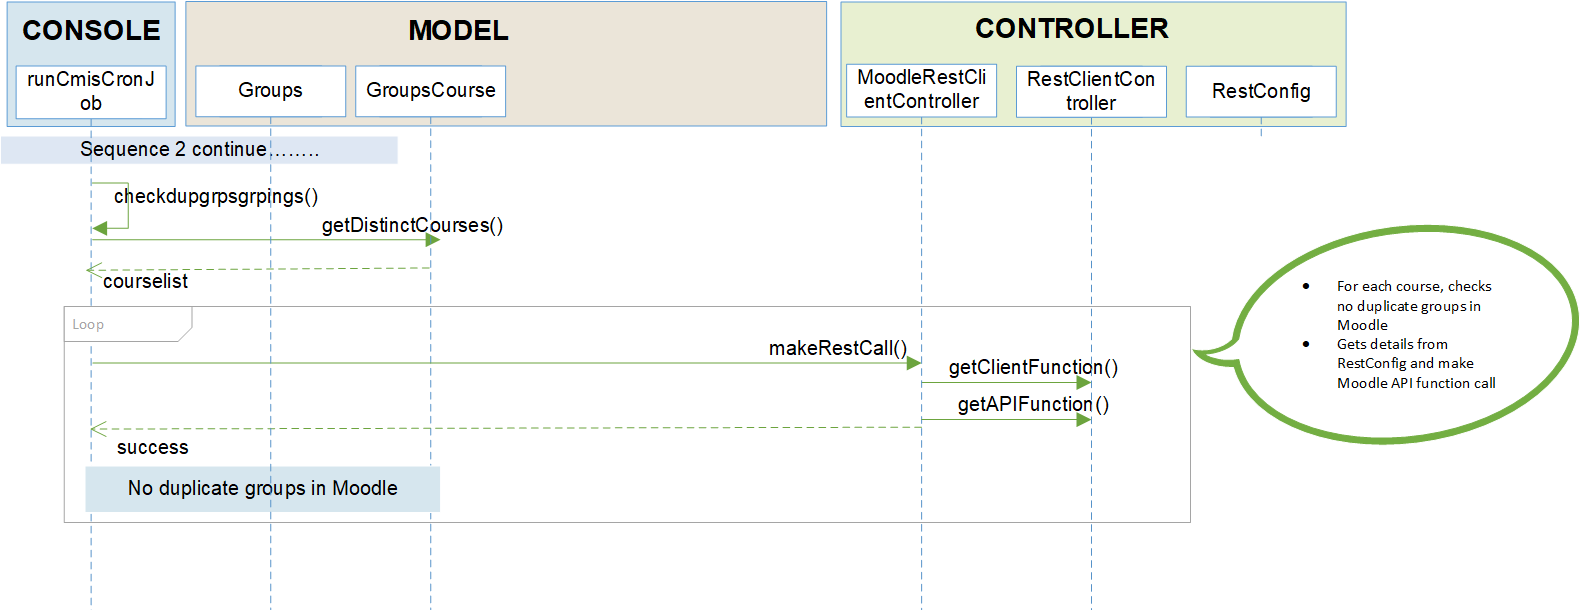 CONSOLE
MODEL
CONTROLLER
runCmisCronJ
ob
Groups
GroupsCourse
MoodleRestCli
entController
RestClientCon
troller
RestConfig
Sequence 2 continue……..
checkdupgrpsgrpings()
getDistinctCourses()
courselist
Loop
makeRestCall()
getClientFunction()
getAPIFunction()
success
No duplicate groups in Moodle
• For each course, checks
no duplicate groups in
Moodle
• Gets details from
RestConfig and make
Moodle API function call